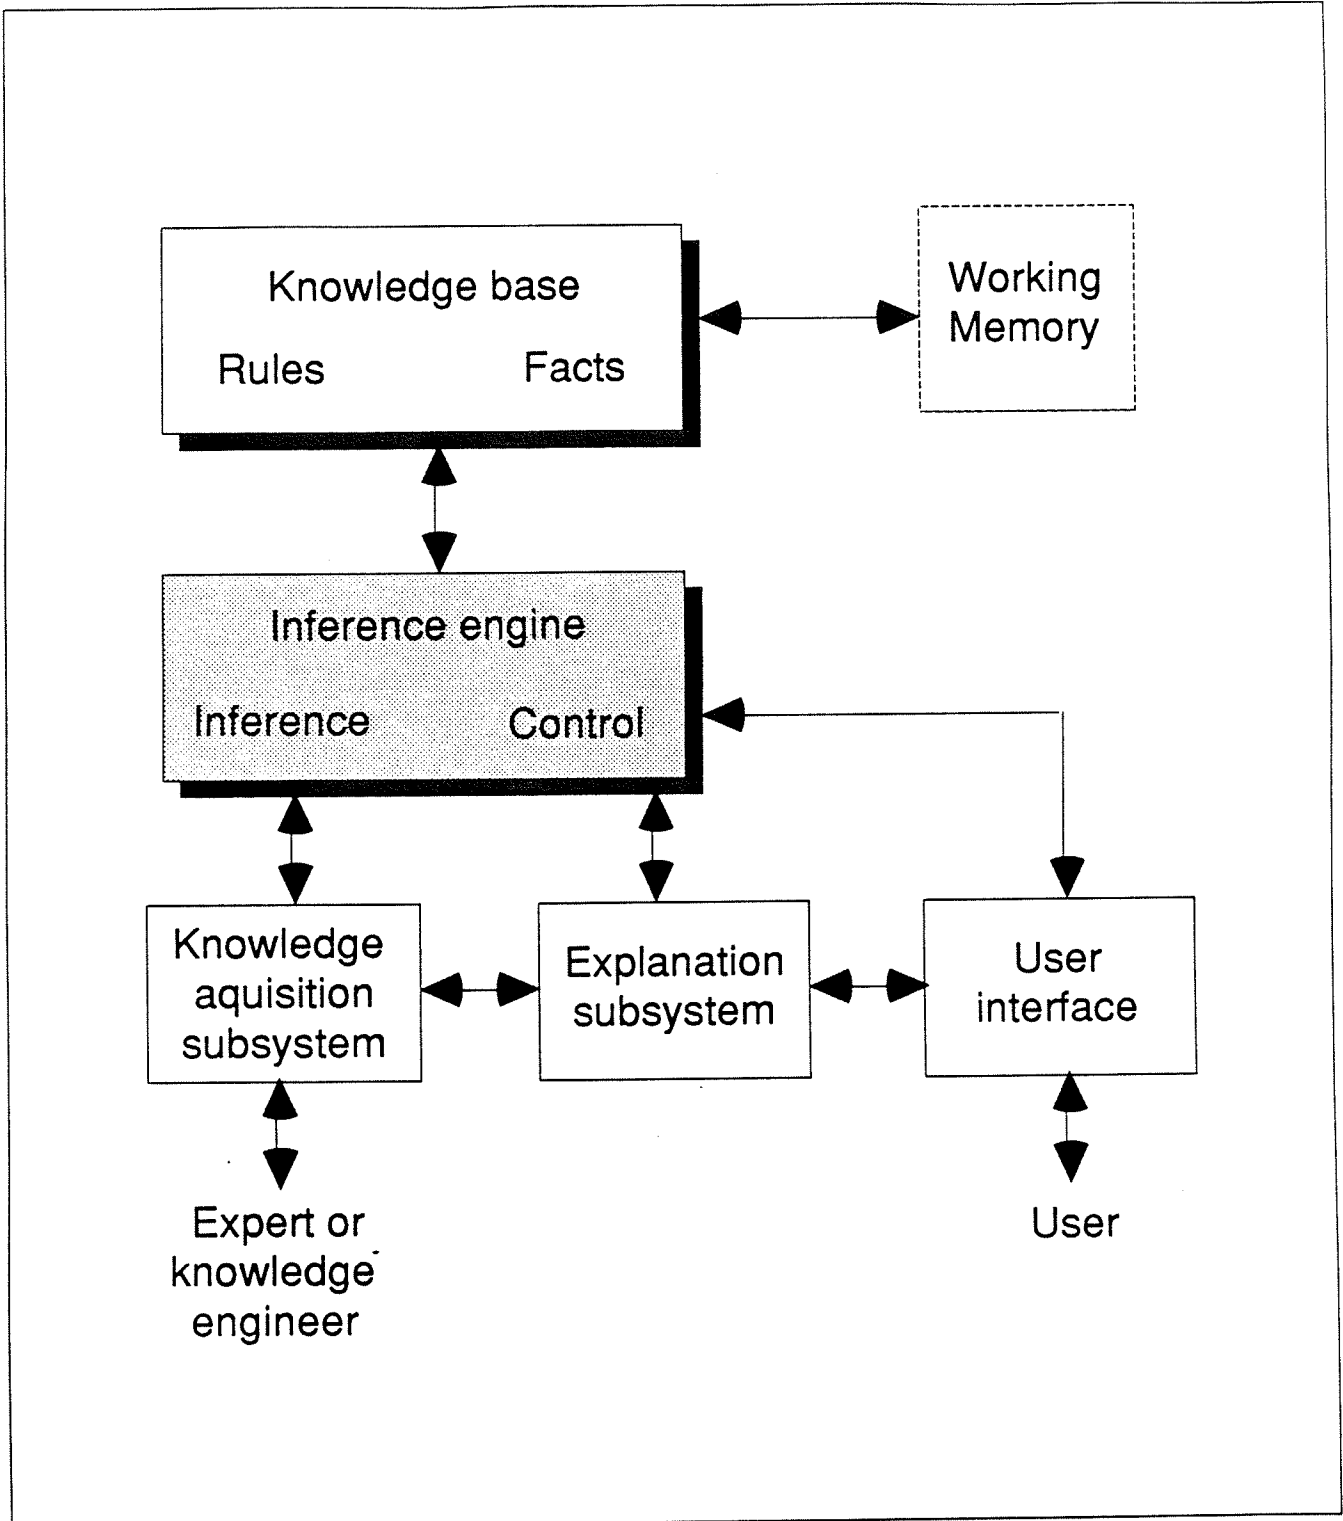 Knowledge base
Rules Facts
Working
Memory
Inference engine
Inference Control
Knowledge
aquisition
subsystem
Explanation
subsystem
User
interface
Expert or
knowledge
engineer
User